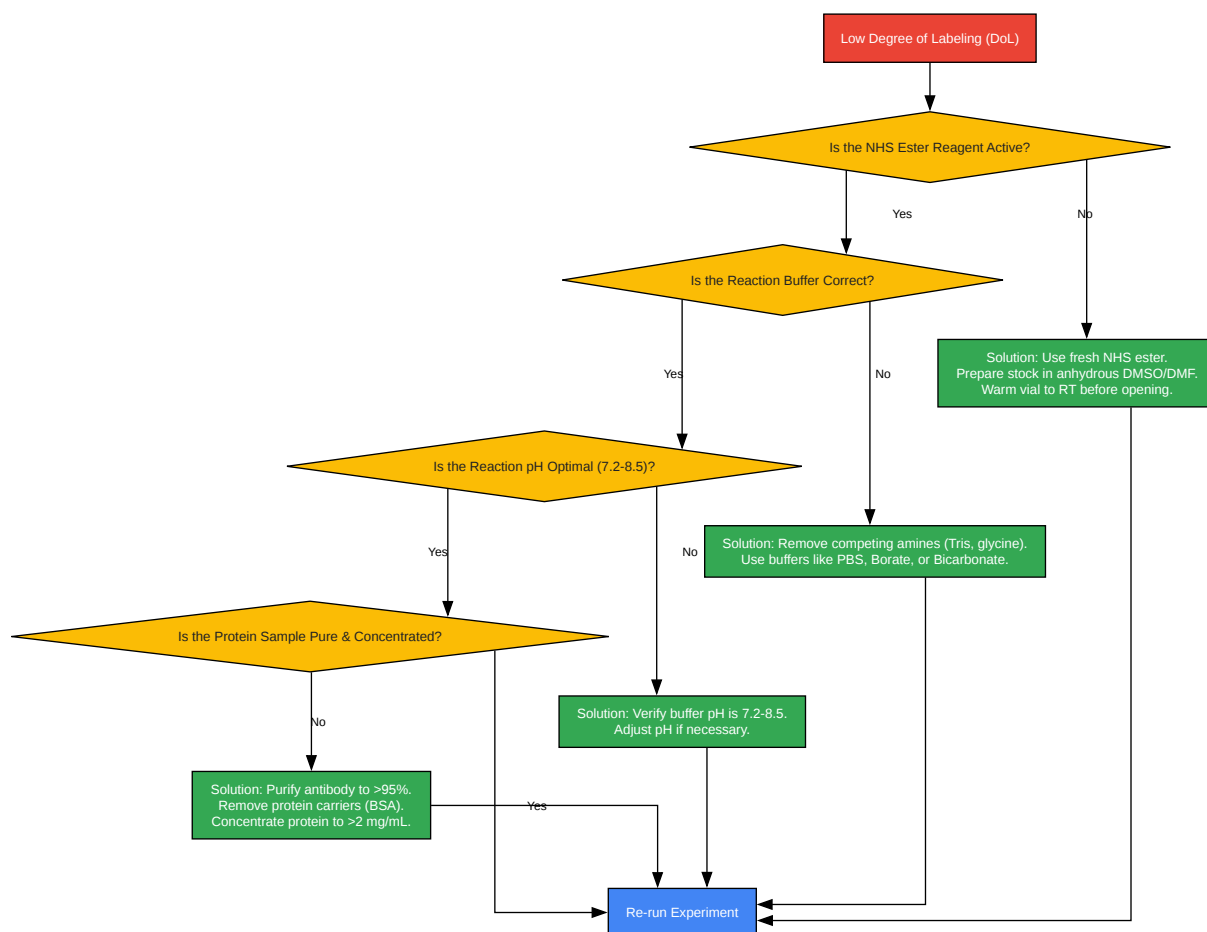 Low Degree of Labeling (DoL)
Is the NHS Ester Reagent Active?
Yes
No
Is the Reaction Buffer Correct?
Solution: Use fresh NHS ester.
Prepare stock in anhydrous DMSO/DMF.
Warm vial to RT before opening.
Yes
No
Is the Reaction pH Optimal (7.2-8.5)?
Solution: Remove competing amines (Tris, glycine).
Use buffers like PBS, Borate, or Bicarbonate.
Yes
No
Is the Protein Sample Pure & Concentrated?
Solution: Verify buffer pH is 7.2-8.5.
Adjust pH if necessary.
No
Solution: Purify antibody to >95%.
Remove protein carriers (BSA).
Concentrate protein to >2 mg/mL.
Yes
Re-run Experiment